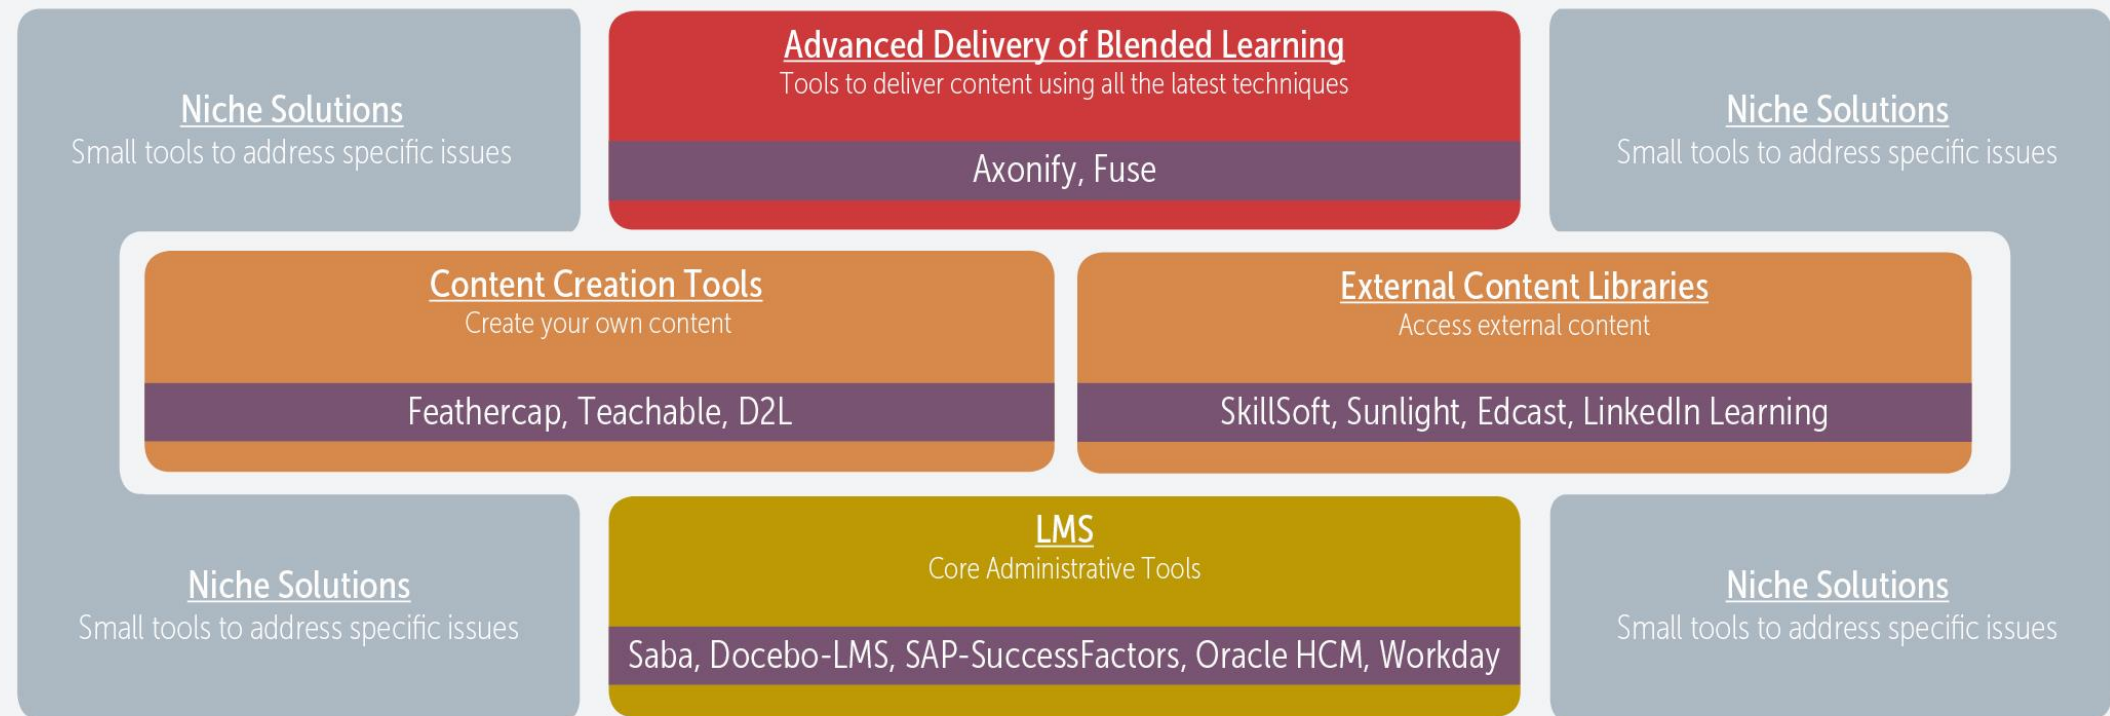 Niche Solutions
Small tools to address specific issues
Advanced Delivery of Blended Learning
Tools to deliver content using all the latest techniques
Axonify, Fuse
Niche Solutions
Small tools to address specific issues
Content Creation Tools
Create your own content
Feathercap, Teachable, D2L
External Content Libraries
Access external content
SkillSoft, Sunlight, Edcast, LinkedIn Learning
Niche Solutions
Small tools to address specific issues
LMS
Core Administrative Tools
Saba, Docebo-LMS, SAP-SuccessFactors, Oracle HCM, Workday
Niche Solutions
Small tools to address specific issues